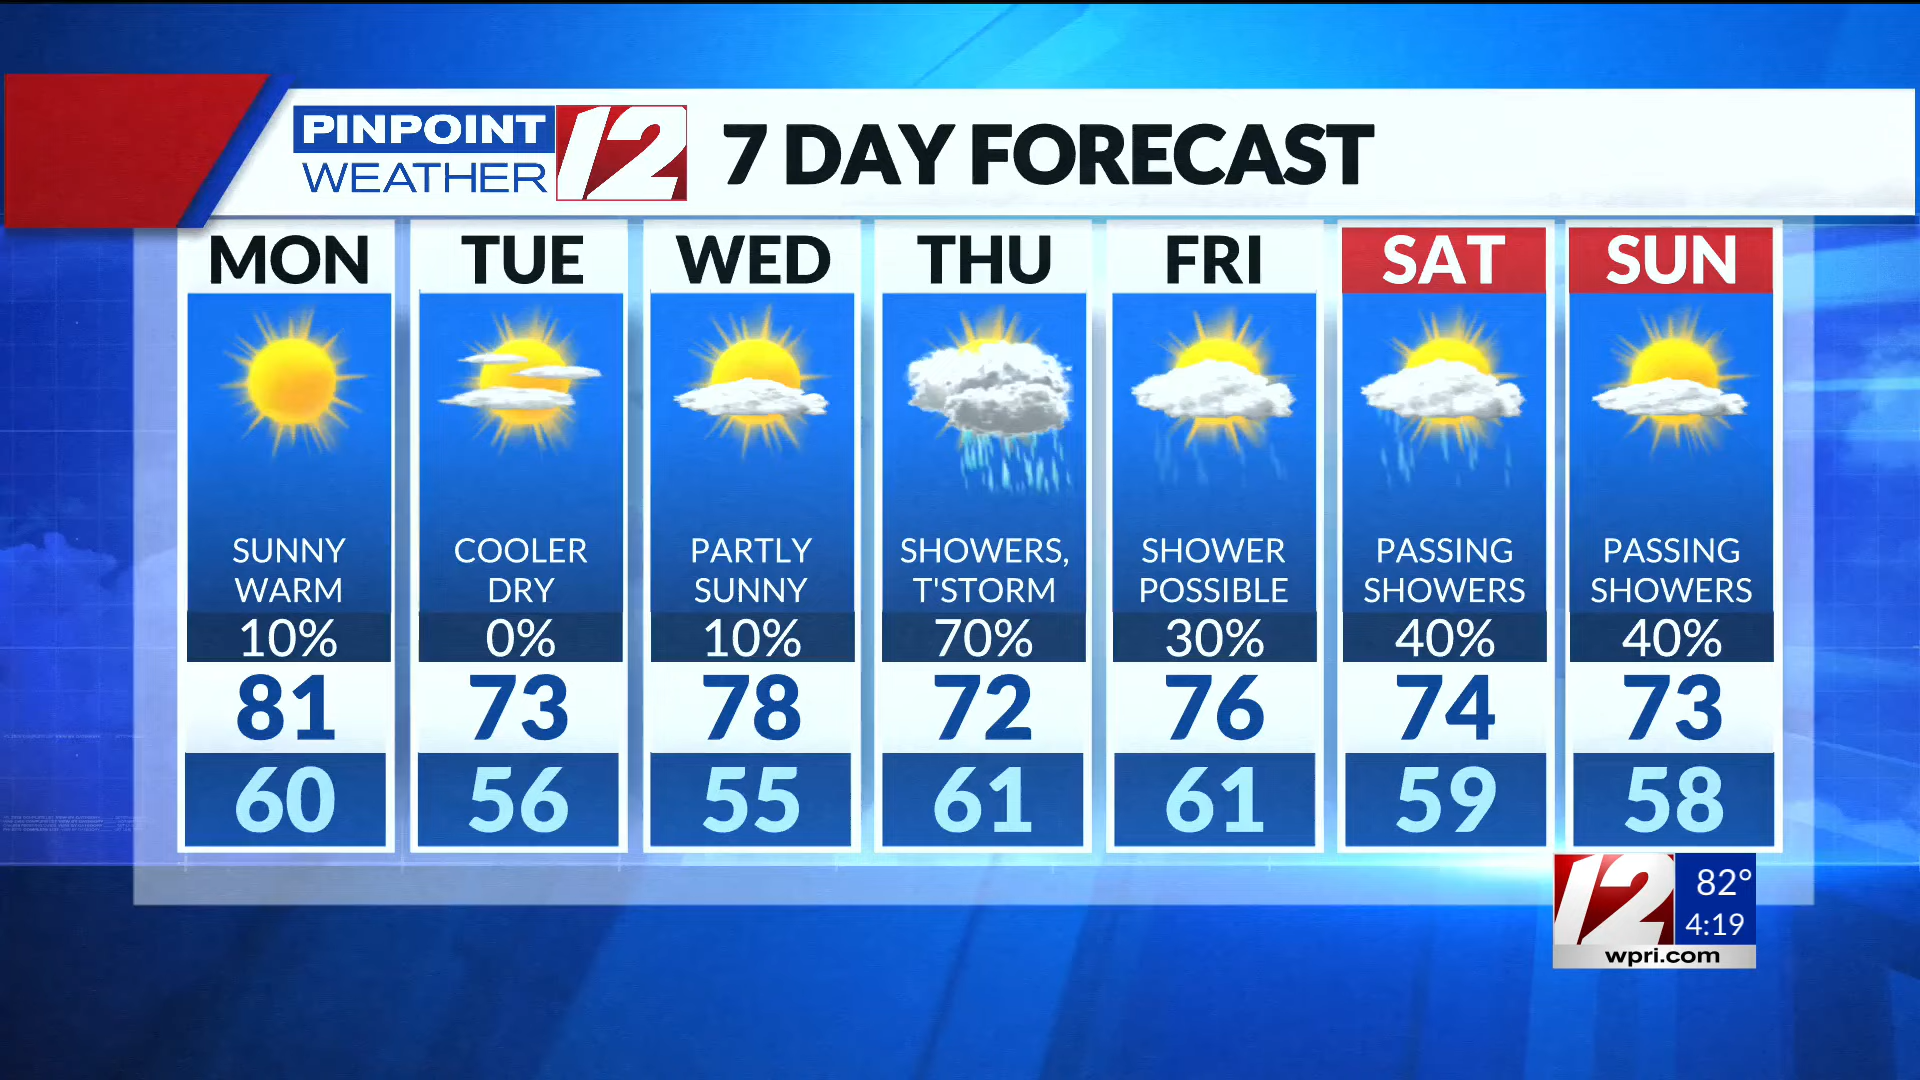 PINPOINT
WEATHER
12
7 DAY FORECAST
MON TUE WED THU FRI SAT SUN
SUNNY
WARM
10%
81
60
COOLER
DRY
0%
73
56
PARTLY
SUNNY
10%
78
55
SHOWERS,
T'STORM
70%
72
61
SHOWER
POSSIBLE
30%
76
61
PASSING
SHOWERS
40%
74
59
PASSING
SHOWERS
40%
73
58
12
82°
4:19
wpri.com